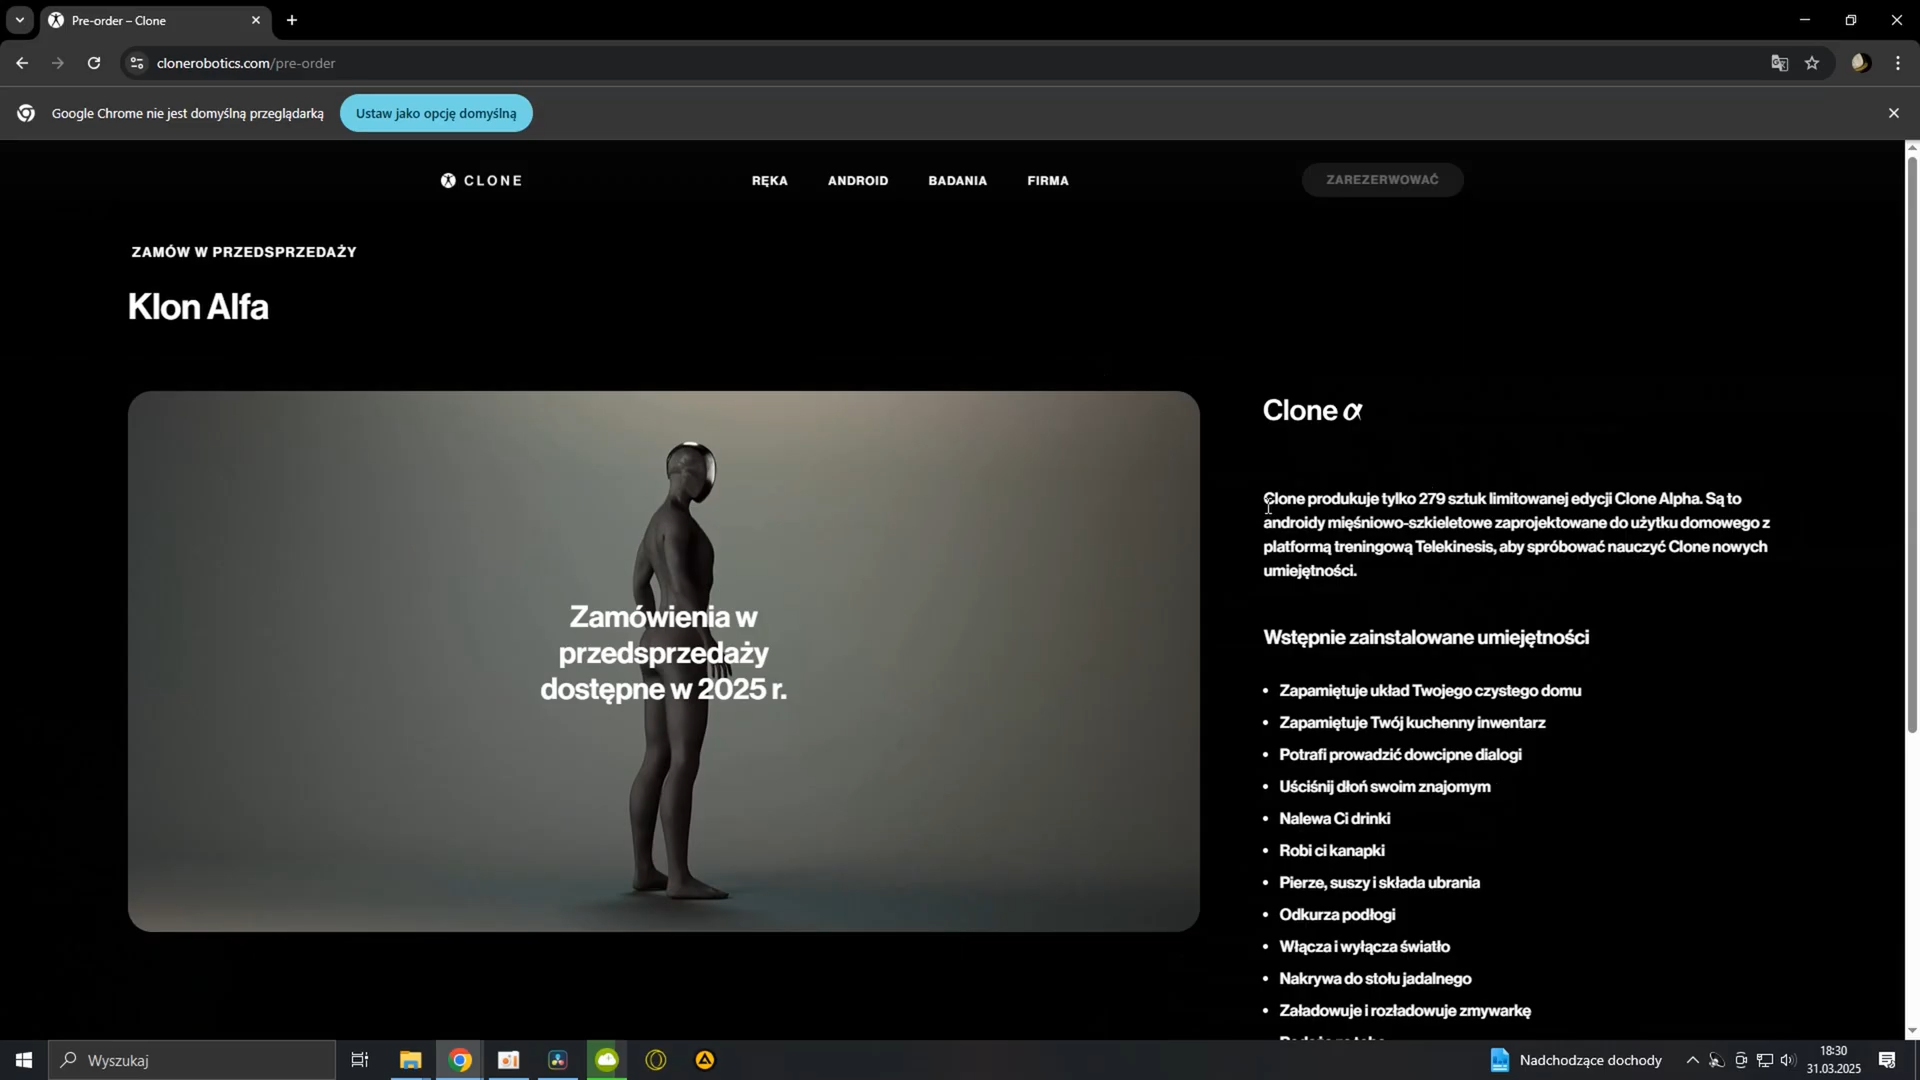 Pre-order – Clone
clonerobotics.com/pre-order
Google Chrome nie jest domyślną przeglądarką
Ustaw jako opcję domyślną
CLONE
RĘKA
ANDROID
BADANIA
FIRMA
ZAREZERWOWAĆ
ZAMÓW W PRZEDSPRZEDAŻY
Klon Alfa
Zamówienia w
przedsprzedaży
dostępne w 2025 r.
Clone α
Clone produkuje tylko 279 sztuk limitowanej edycji Clone Alpha. Są to
androidy mięśniowo-szkieletowe zaprojektowane do użytku domowego z
platformą treningową Telekinesis, aby spróbować nauczyć Clone nowych
umiejętności.
Wstępnie zainstalowane umiejętności
• Zapamiętuje układ Twojego czystego domu
• Zapamiętuje Twój kuchenny inwentarz
• Potrafi prowadzić dowcipne dialogi
• Uściśnij dłoń swoim znajomym
• Nalewa Ci drinki
• Robi ci kanapki
• Pierze, suszy i składa ubrania
• Odkurza podłogi
• Włącza i wyłącza światło
• Nakrywa do stołu jadalnego
• Załadowuje i rozładowuje zmywarkę
Wyszukaj
Nadchodzące dochody
18:30
31.03.2025